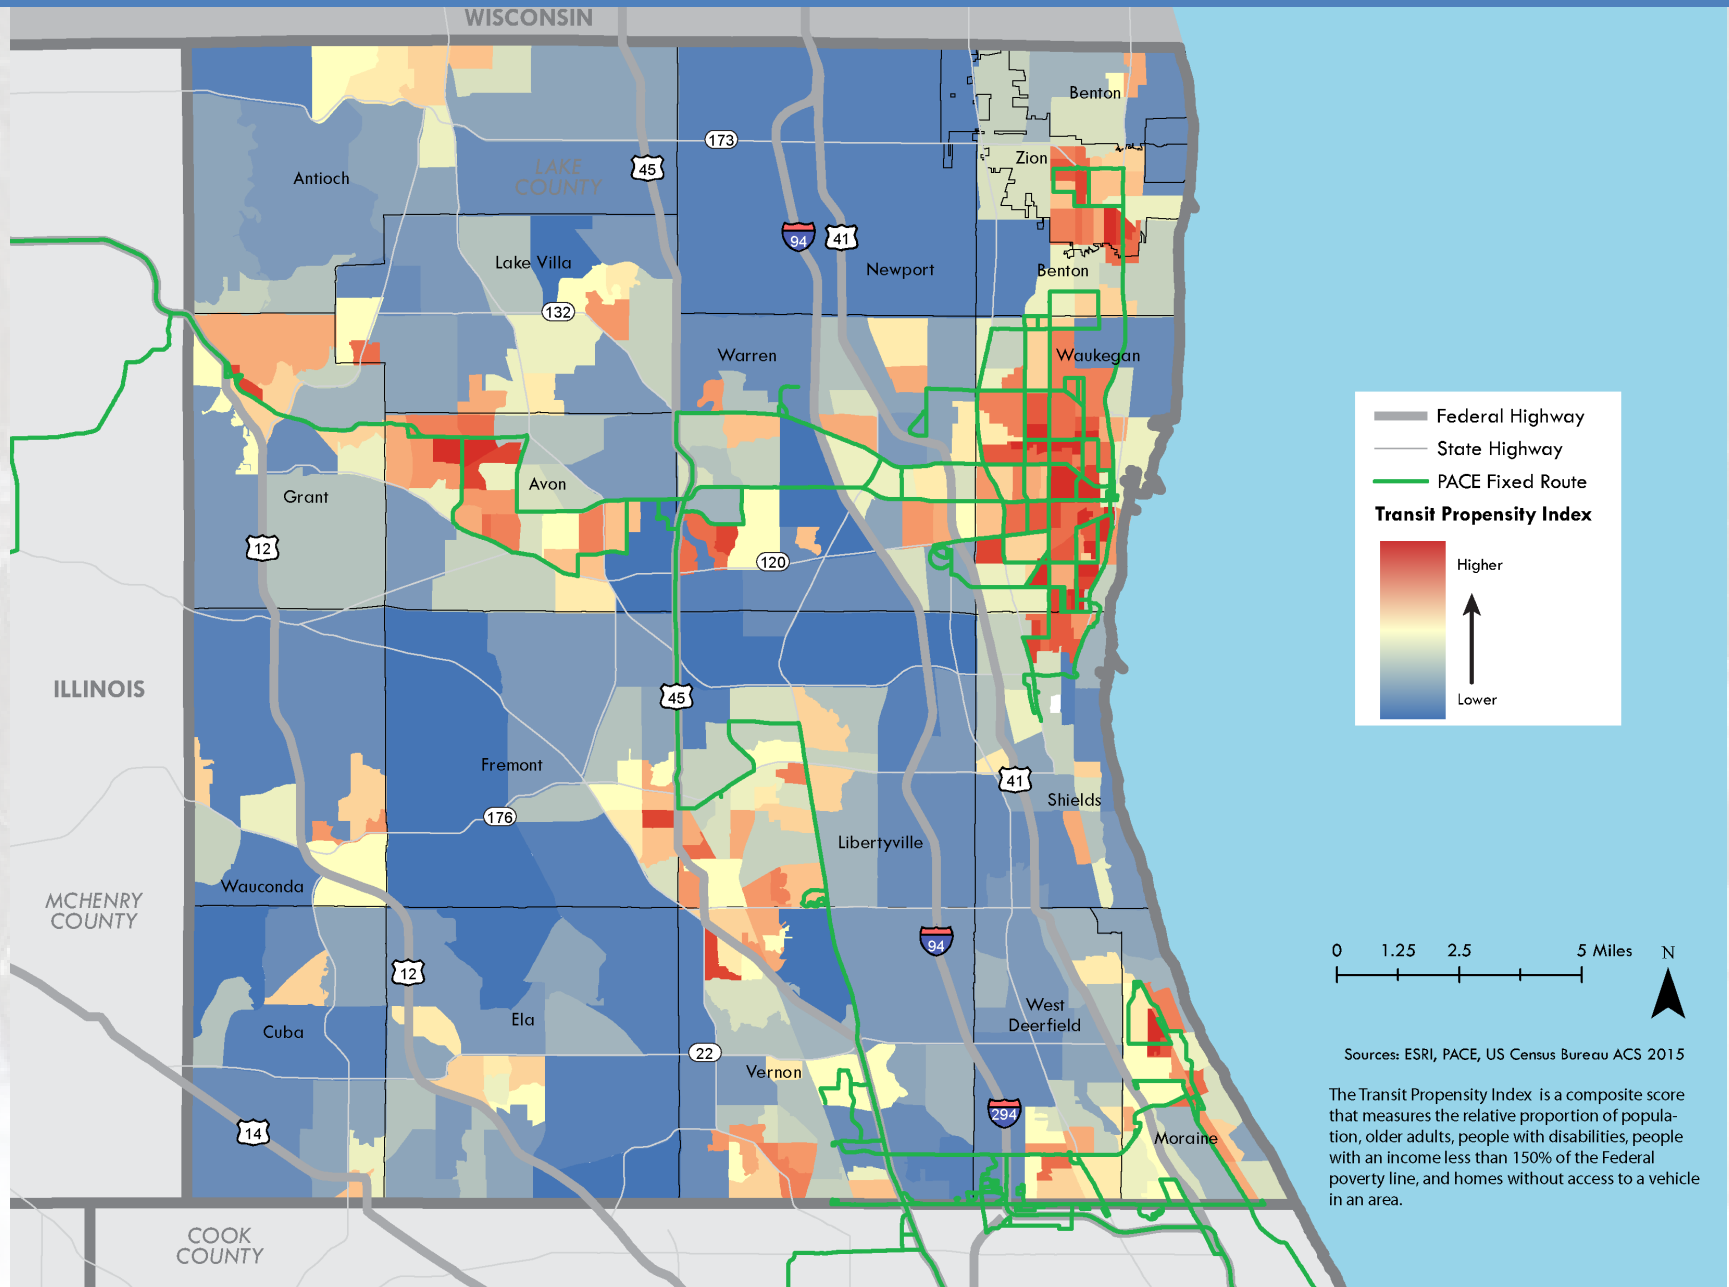 WISCONSIN
Benton
173
Zion
45
LAKE
COUNTY
Antioch
94
41
Lake Villa
Newport
Benton
132
Warren
Waukegan
Federal Highway
State Highway
PACE Fixed Route
Transit Propensity Index
Higher
Lower
Avon
Grant
12
120
ILLINOIS
45
Fremont
41
Shields
176
Libertyville
Wauconda
MCHENRY
COUNTY
94
0 1.25 2.5 5 Miles
N
12
West
Deerfield
Ela
Cuba
22
Vernon
Sources: ESRI, PACE, US Census Bureau ACS 2015
The Transit Propensity Index is a composite score
that measures the relative proportion of popula-
tion, older adults, people with disabilities, people
with an income less than 150% of the Federal
poverty line, and homes without access to a vehicle
in an area.
294
14
Moraine
COOK
COUNTY